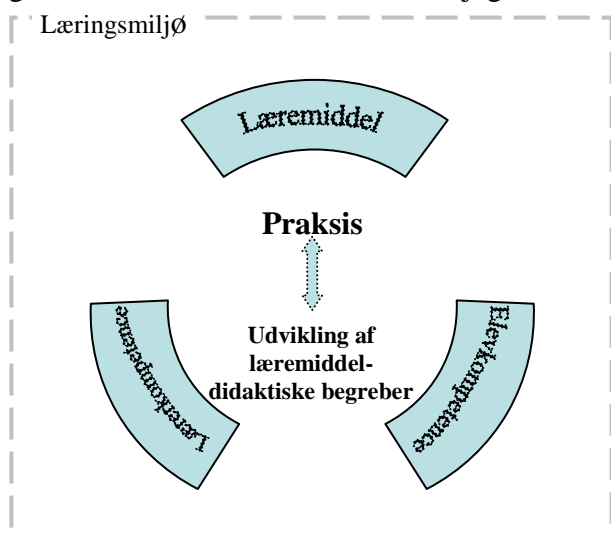 Læringsmiljø
Læremiddel
Praksis
Lærerkompetence
Elevkompetence
Udvikling af
læremiddel-
didaktiske begreber